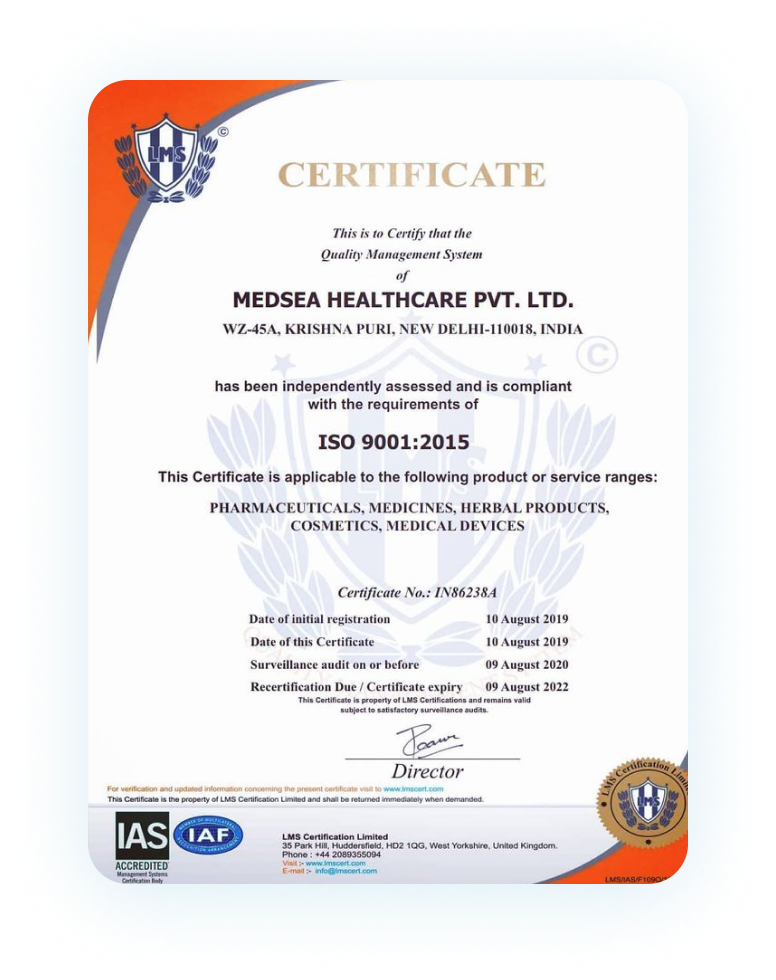 LMS
©
CERTIFICATE
This is to Certify that the
Quality Management System
of
MEDSEA HEALTHCARE PVT. LTD.
WZ-45A, KRISHNA PURI, NEW DELHI-110018, INDIA
©
has been independently assessed and is compliant
with the requirements of
ISO 9001:2015
This Certificate is applicable to the following product or service ranges:
PHARMACEUTICALS, MEDICINES, HERBAL PRODUCTS,
COSMETICS, MEDICAL DEVICES
Certificate No.: IN86238A
Date of initial registration 10 August 2019
Date of this Certificate 10 August 2019
Surveillance audit on or before 09 August 2020
Recertification Due / Certificate expiry 09 August 2022
This Certificate is property of LMS Certifications and remains valid
subject to satisfactory surveillance audits.
Director
For verification and updated information concerning the present certificate visit to www.lmscert.com
This Certificate is the property of LMS Certification Limited and shall be returned immediately when demanded.
LMS Certification
LMS
IAS
ACCREDITED
Management Systems
Certification Body
MEMBER OF MULTILATERAL
IAF
RECOGNITION ARRANGEMENT
LMS Certification Limited
35 Park Hill, Huddersfield, HD2 1QG, West Yorkshire, United Kingdom.
Phone : +44 2089355094
Visit :- www.lmscert.com
E-mail :- info@lmscert.com